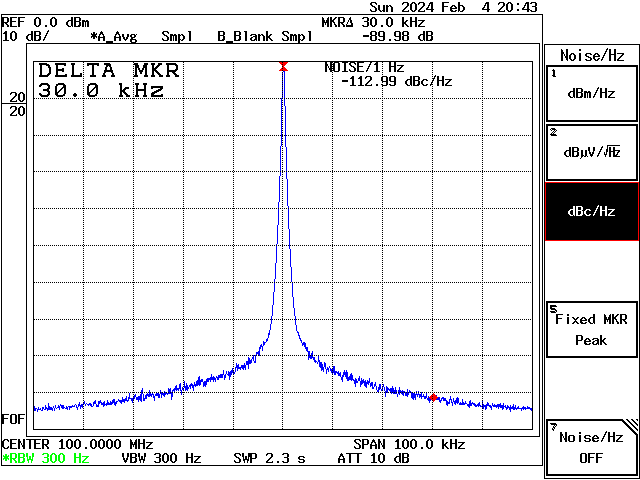 Sun 2024 Feb 4 20:43
REF 0.0 dBm MKRΔ 30.0 kHz
10 dB/ *A_Avg Smpl B_Blank Smpl -89.98 dB
Noise/Hz
DELTA MKR NOISE/1 Hz
30.0 kHz -112.99 dBc/Hz
1
dBm/Hz
20
20
2
dBµV/√Hz
dBc/Hz
5
Fixed MKR
Peak
FOF
7
Noise/Hz
OFF
CENTER 100.0000 MHz SPAN 100.0 kHz
*RBW 300 Hz VBW 300 Hz SWP 2.3 s ATT 10 dB